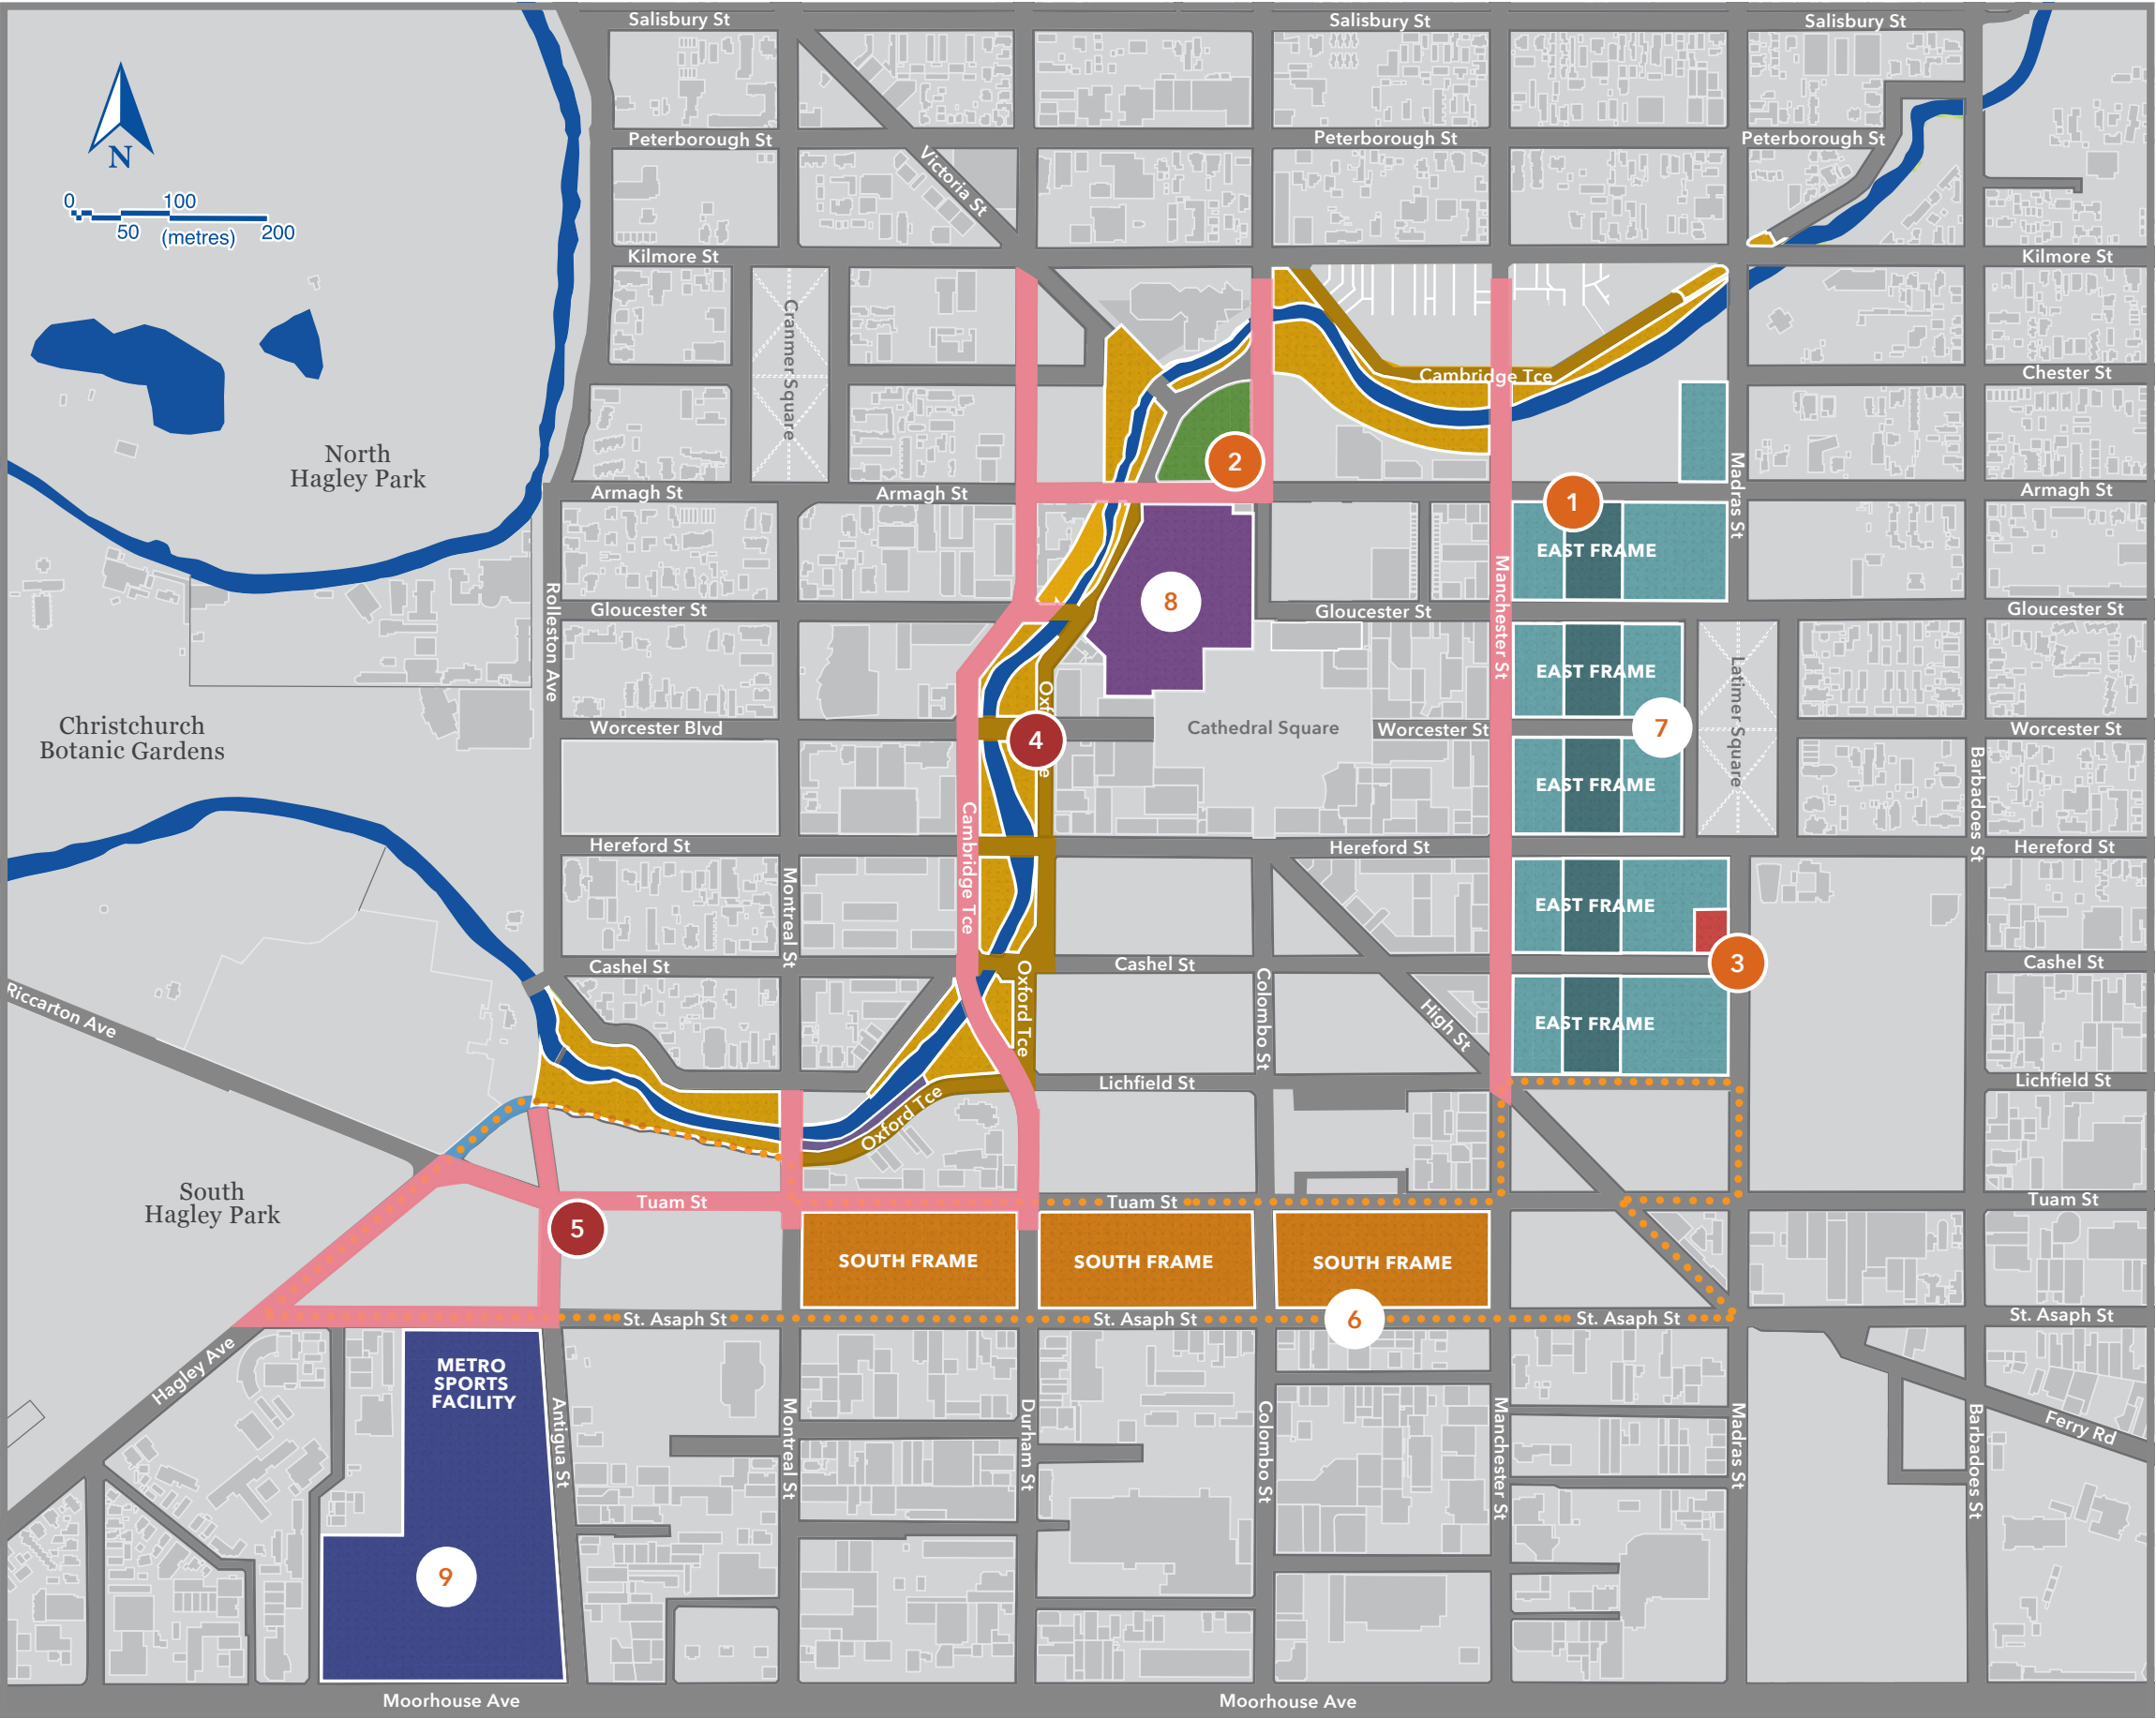 Salisbury St
Salisbury St
Salisbury St
Peterborough St
Peterborough St
Peterborough St
Victoria St
N
0
100
50
(metres)
200
Kilmore St
Kilmore St
Cranmer Square
Cambridge Tce
Chester St
North
Hagley Park
2
Armagh St
Armagh St
1
Madras St
Armagh St
EAST FRAME
Rolleston Ave
Manchester St
8
Gloucester St
Gloucester St
Gloucester St
EAST FRAME
Latimer Square
Christchurch
Botanic Gardens
Worcester Blvd
4
Cathedral Square
Worcester St
7
Worcester St
EAST FRAME
Barbadoes St
Cambridge Tce
Hereford St
Hereford St
Hereford St
Montreal St
EAST FRAME
Cashel St
Oxford Tce
Cashel St
Colombo St
3
Cashel St
Riccarton Ave
High St
EAST FRAME
Lichfield St
Lichfield St
Oxford Tce
South
Hagley Park
Tuam St
Tuam St
Tuam St
5
SOUTH FRAME
SOUTH FRAME
SOUTH FRAME
St. Asaph St
St. Asaph St
6
St. Asaph St
St. Asaph St
Hagley Ave
METRO
SPORTS
FACILITY
Antigua St
Montreal St
Durham St
Colombo St
Manchester St
Madras St
Barbadoes St
Ferry Rd
9
Moorhouse Ave
Moorhouse Ave